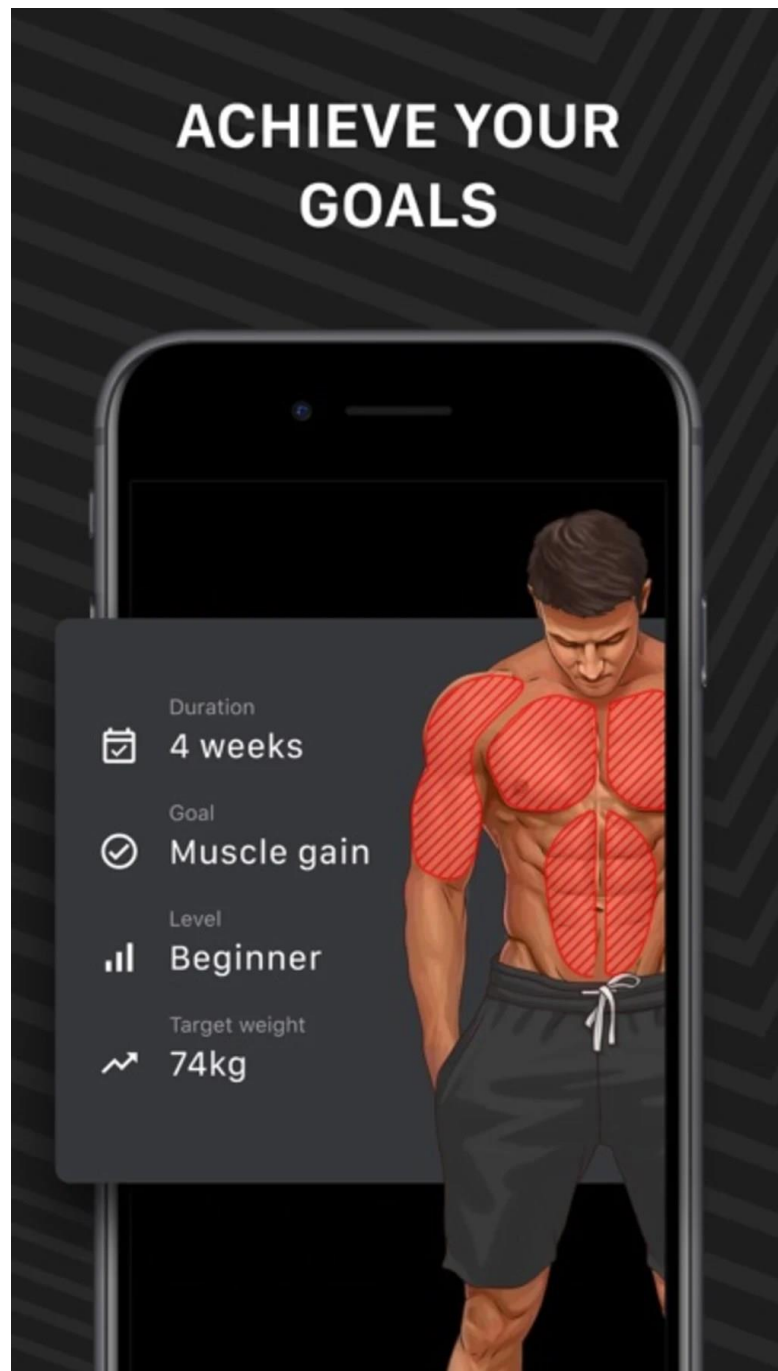 ACHIEVE YOUR
GOALS
Duration
4 weeks
Goal
Muscle gain
Level
Beginner
Target weight
74kg